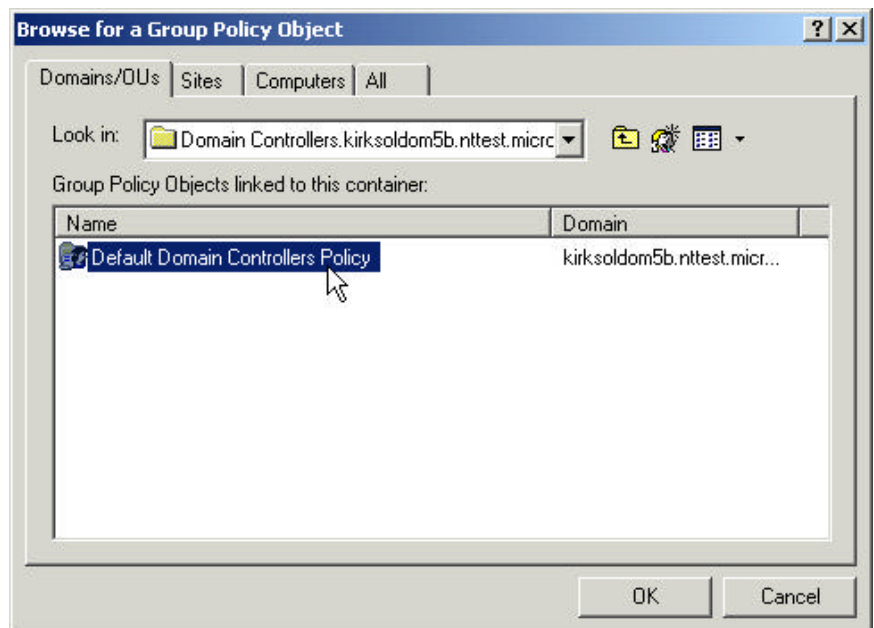 Browse for a Group Policy Object
Domains/OUs Sites Computers All
Look in: Domain Controllers.kirksoldom5b.nttest.micrc
Group Policy Objects linked to this container:
Name Domain
Default Domain Controllers Policy kirksoldom5b.nttest.micr...
OK Cancel